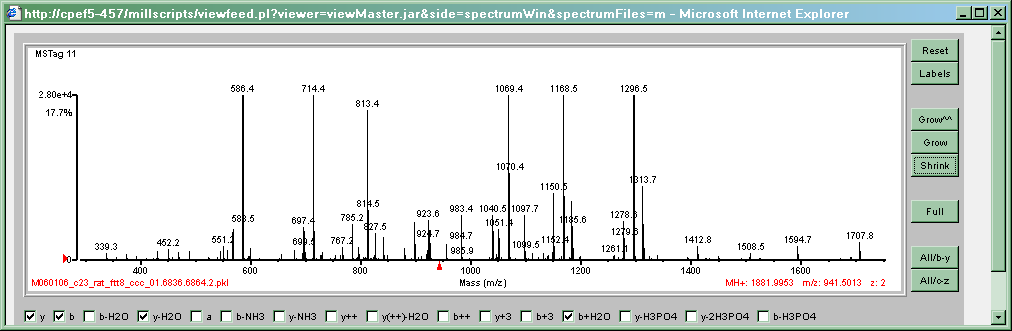 http://cpef5-457/millscripts/viewfeed.pl?viewer=viewMaster.jar&side=spectrumWin&spectrumFiles=m - Microsoft Internet Explorer
MSTag 11
Reset
Labels
2.80e+4
17.7%
586.4
714.4
813.4
1069.4
1168.5
1296.5
Grow^^
Grow
Shrink
1070.4
1150.5
1313.7
339.3
452.2
551.2
583.5
697.4
699.5
767.2
785.2
814.5
827.5
923.6
924.7
983.4
984.7
985.9
1040.5
1051.4
1097.7
1099.5
1152.4
1185.6
1261.1
1278.6
1279.6
1412.8
1508.5
1594.7
1707.8
Full
0
400 600 800 1000 1200 1400 1600
All/b-y
All/c-z
M060106_c23_rat_ftt8_ccc_01.6836.6864.2.pkl Mass (m/z) MH+: 1881.9953 m/z: 941.5013 z: 2
y b b-H2O y-H2O a b-NH3 y-NH3 y++ y(++)-H2O b++ y+3 b+3 b+H2O y-H3PO4 y-2H3PO4 b-H3PO4